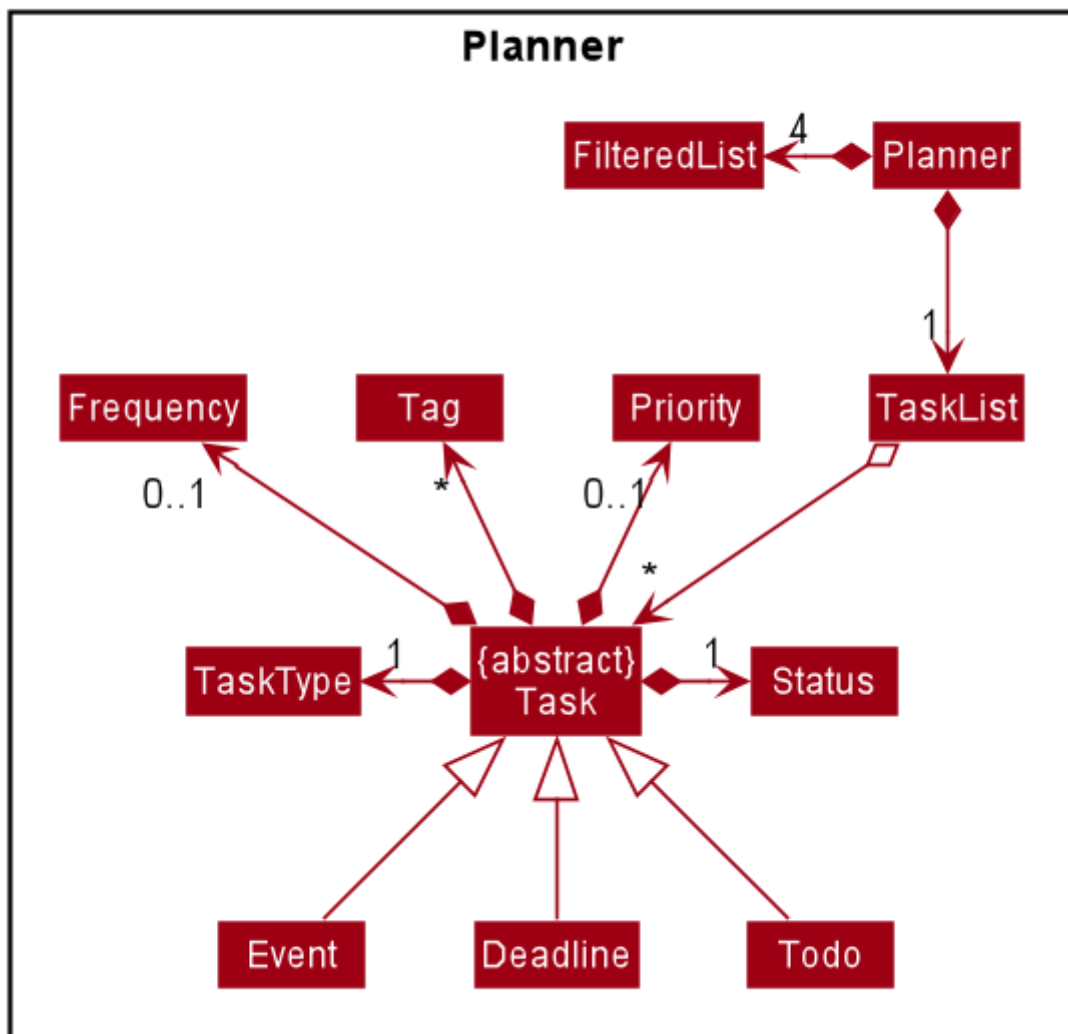 Planner
FilteredList
4
Planner
1
Frequency
Tag
Priority
TaskList
0..1
*
0..1
*
TaskType
1
{abstract}
Task
1
Status
Event
Deadline
Todo